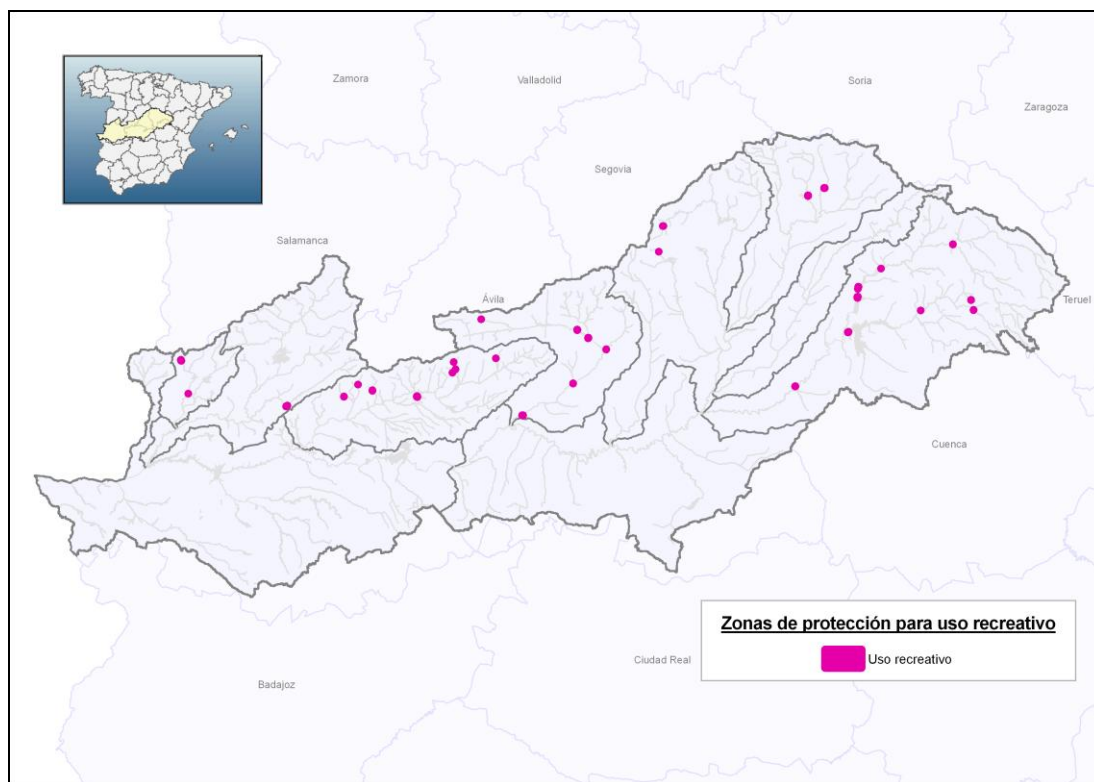 Zamora
Valladolid
Soria
Zaragoza
Segovia
Salamanca
Ávila
Teruel
Cuenca
Zonas de protección para uso recreativo
Uso recreativo
Ciudad Real
Badajoz